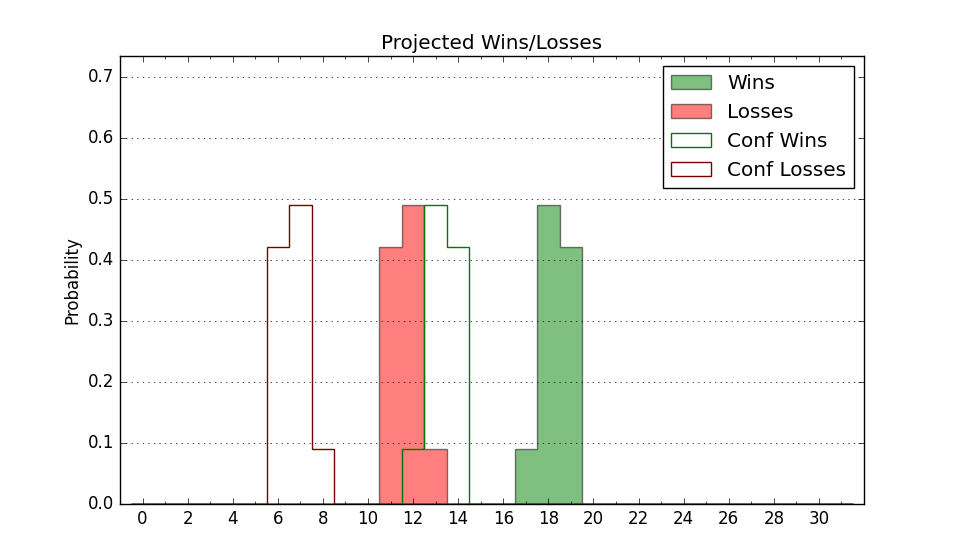 Projected Wins/Losses
Wins
Losses
Conf Wins
Conf Losses
Probability
0.7
0.6
0.5
0.4
0.3
0.2
0.1
0.0
0 2 4 6 8 10 12 14 16 18 20 22 24 26 28 30